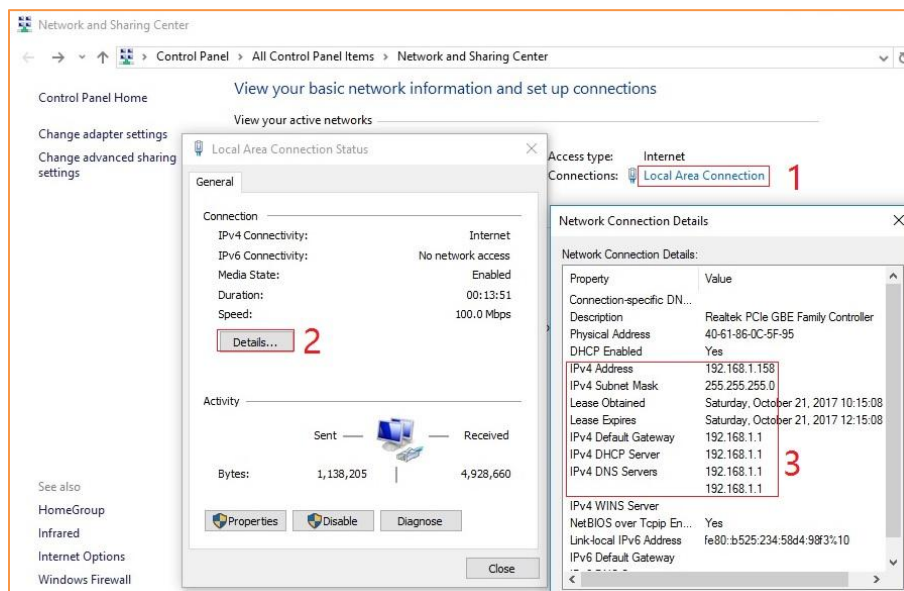 Network and Sharing Center
Control Panel > All Control Panel Items > Network and Sharing Center
Control Panel Home
Change adapter settings
Change advanced sharing
settings
See also
HomeGroup
Infrared
Internet Options
Windows Firewall
View your basic network information and set up connections
View your active networks
Access type: Internet
Connections: Local Area Connection
1
Local Area Connection Status
General
Connection
IPv4 Connectivity: Internet
IPv6 Connectivity: No network access
Media State: Enabled
Duration: 00:13:51
Speed: 100.0 Mbps
Details...
2
Activity
Sent — — Received
Bytes: 1,138,205 | 4,928,660
Properties Disable Diagnose
Close
Network Connection Details
Network Connection Details:
Property Value
Connection-specific DN...
Description Realtek PCIe GBE Family Controller
Physical Address 40-61-86-0C-5F-95
DHCP Enabled Yes
IPv4 Address 192.168.1.158
IPv4 Subnet Mask 255.255.255.0
Lease Obtained Saturday, October 21, 2017 10:15:08
Lease Expires Saturday, October 21, 2017 12:15:08
IPv4 Default Gateway 192.168.1.1
IPv4 DHCP Server 192.168.1.1
IPv4 DNS Servers 192.168.1.1
192.168.1.1
3
IPv4 WINS Server
NetBIOS over Tcpip En... Yes
Link-local IPv6 Address fe80::b525:234:58d4:98f3%10
IPv6 Default Gateway